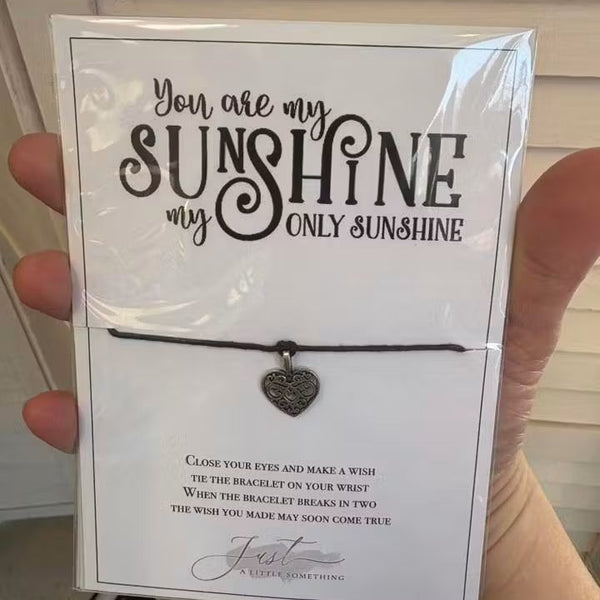 You are my
SUNSHINE
my ONLY SUNSHINE
CLOSE YOUR EYES AND MAKE A WISH
TIE THE BRACELET ON YOUR WRIST
WHEN THE BRACELET BREAKS IN TWO
THE WISH YOU MADE MAY SOON COME TRUE
Just
A LITTLE SOMETHING